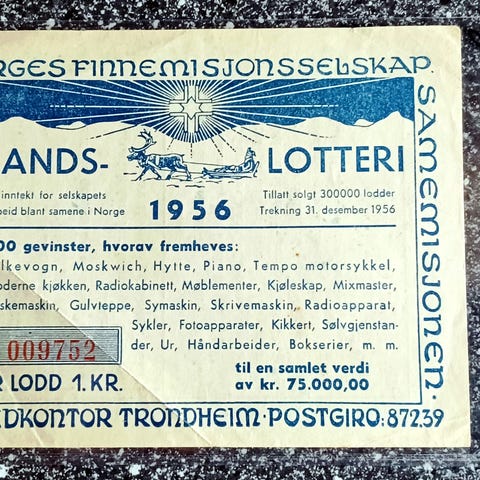 RGES FINNEMISJONSSELSKAP.
SAMEMISJONEN.
ANDS- LOTTERI
inntekt for selskapets
eid blant samene i Norge
1956
Tillatt solgt 300000 lodder
Trekning 31. desember 1956
00 gevinster, hvorav fremheves:
lkevogn, Moskwich, Hytte, Piano, Tempo motorsykkel,
oderne kjøkken, Radiokabinett, Møblementer, Kjøleskap, Mixmaster,
skemaskin, Gulvteppe, Symaskin, Skrivemaskin, Radioapparat,
Sykler, Fotoapparater, Kikkert, Sølvgjenstan-
der, Ur, Håndarbeider, Bokserier, m. m.
009752
til en samlet verdi
av kr. 75.000,00
R LODD 1.KR.
DKONTOR TRONDHEIM·POSTGIRO:87239